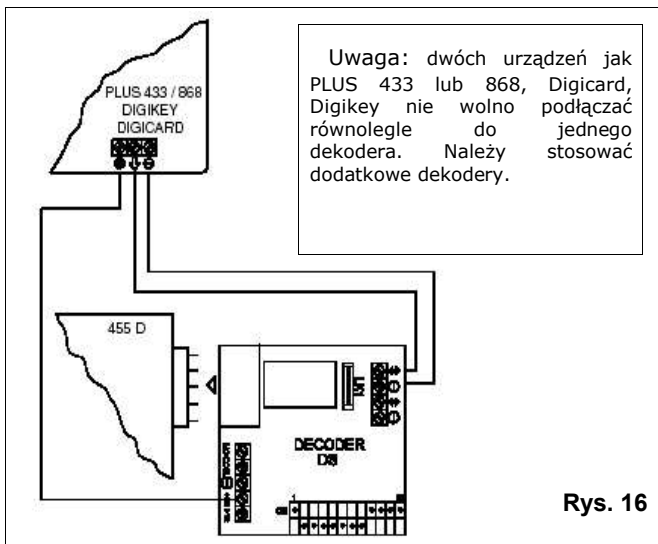 Uwaga: dwóch urządzeń jak
PLUS 433 lub 868, Digicard,
Digikey nie wolno podłączać
równolegle do jednego
dekodera. Należy stosować
dodatkowe dekodery.
PLUS 433 / 868
DIGIKEY
DIGICARD
455 D
DECODER
Rys. 16